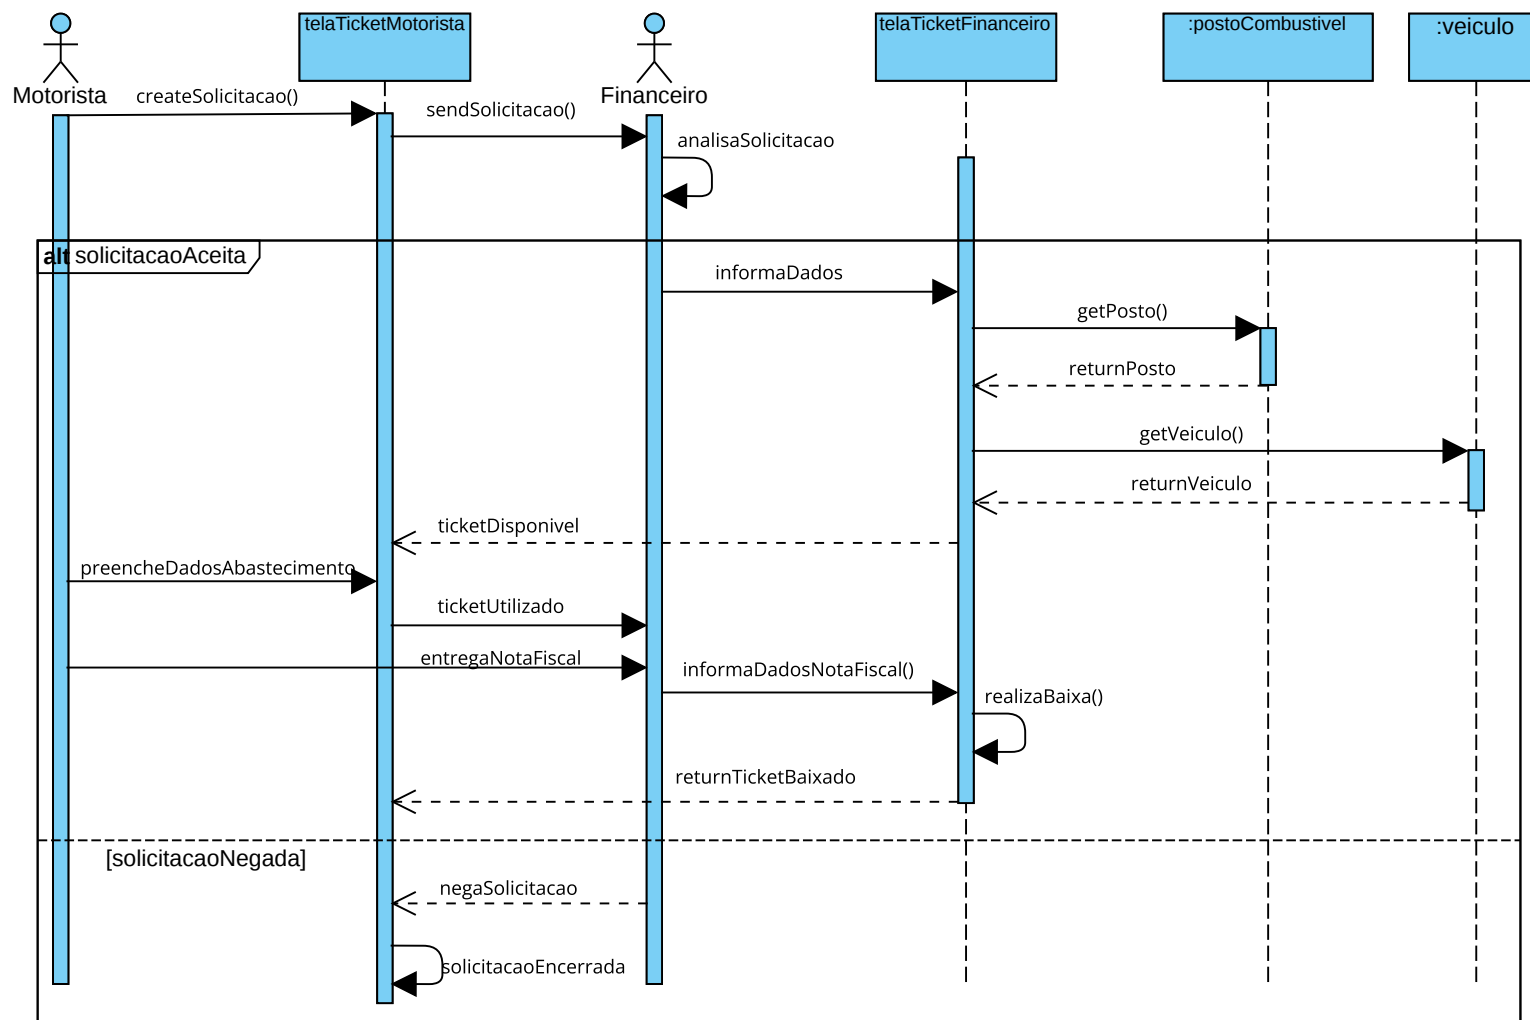 telaTicketMotorista
telaTicketFinanceiro
:postoCombustivel
:veiculo
Motorista
createSolicitacao()
Financeiro
sendSolicitacao()
analisaSolicitacao
alt solicitacaoAceita
informaDados
getPosto()
returnPosto
getVeiculo()
returnVeiculo
ticketDisponivel
preencheDadosAbastecimento
ticketUtilizado
entregaNotaFiscal
informaDadosNotaFiscal()
realizaBaixa()
returnTicketBaixado
[solicitacaoNegada]
negaSolicitacao
solicitacaoEncerrada